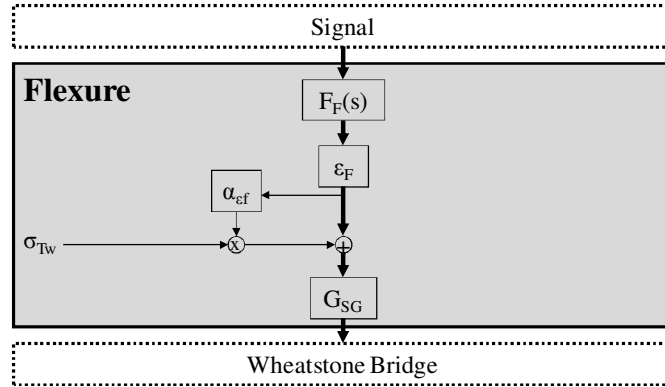 Signal
Flexure
F_F(s)
ε_F
α_εf
σ_Tw
x
+
G_SG
Wheatstone Bridge